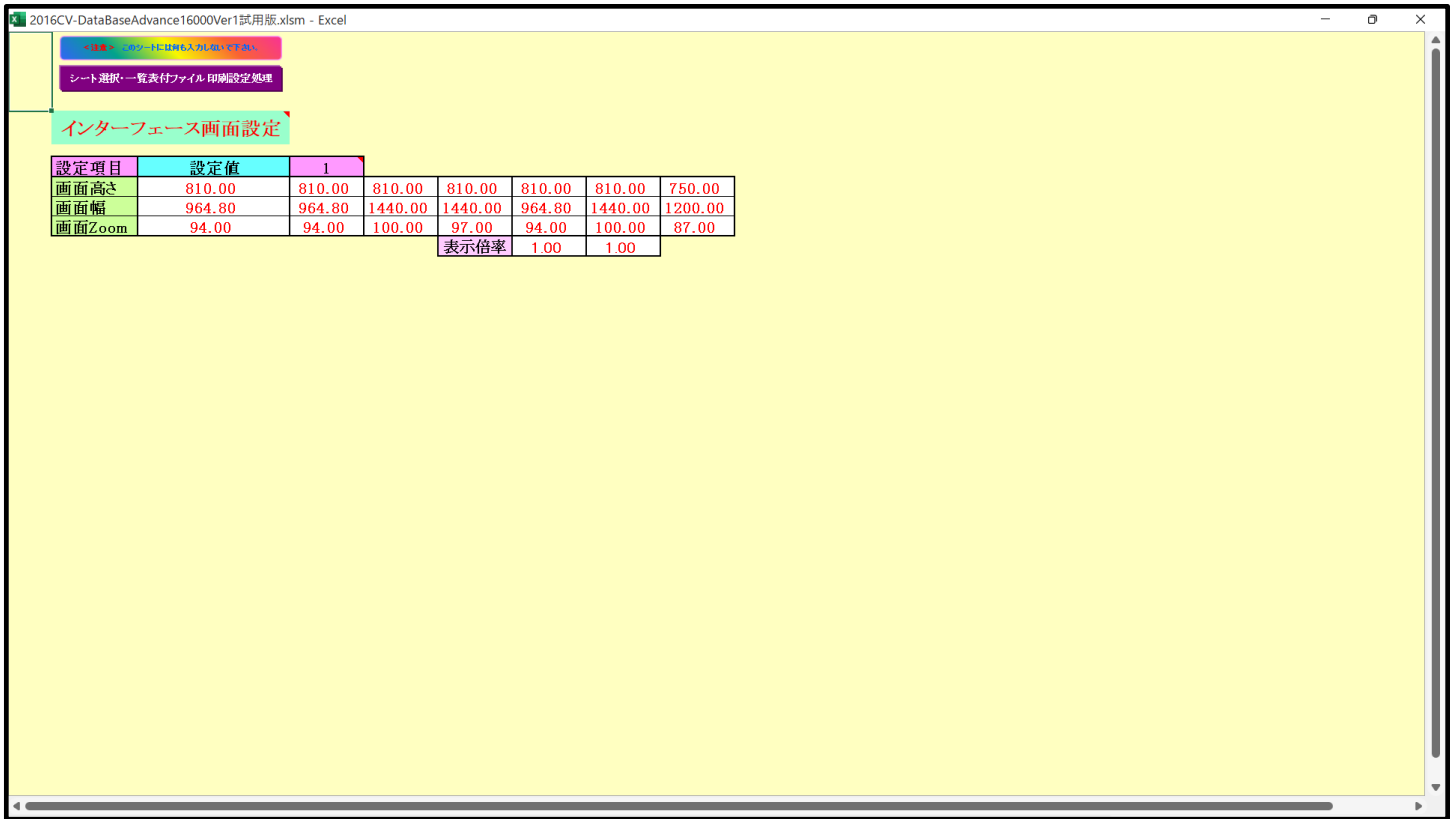 2016CV-DataBaseAdvance16000Ver1試用版.xlsm - Excel
<注意> このシートには何も入力しないで下さい。
シート選択・一覧表付ファイル 印刷設定処理
インターフェース画面設定
設定項目 設定値 1
画面高さ 810.00 810.00 810.00 810.00 810.00 810.00 750.00
画面幅 964.80 964.80 1440.00 1440.00 964.80 1440.00 1200.00
画面Zoom 94.00 94.00 100.00 97.00 94.00 100.00 87.00
表示倍率 1.00 1.00